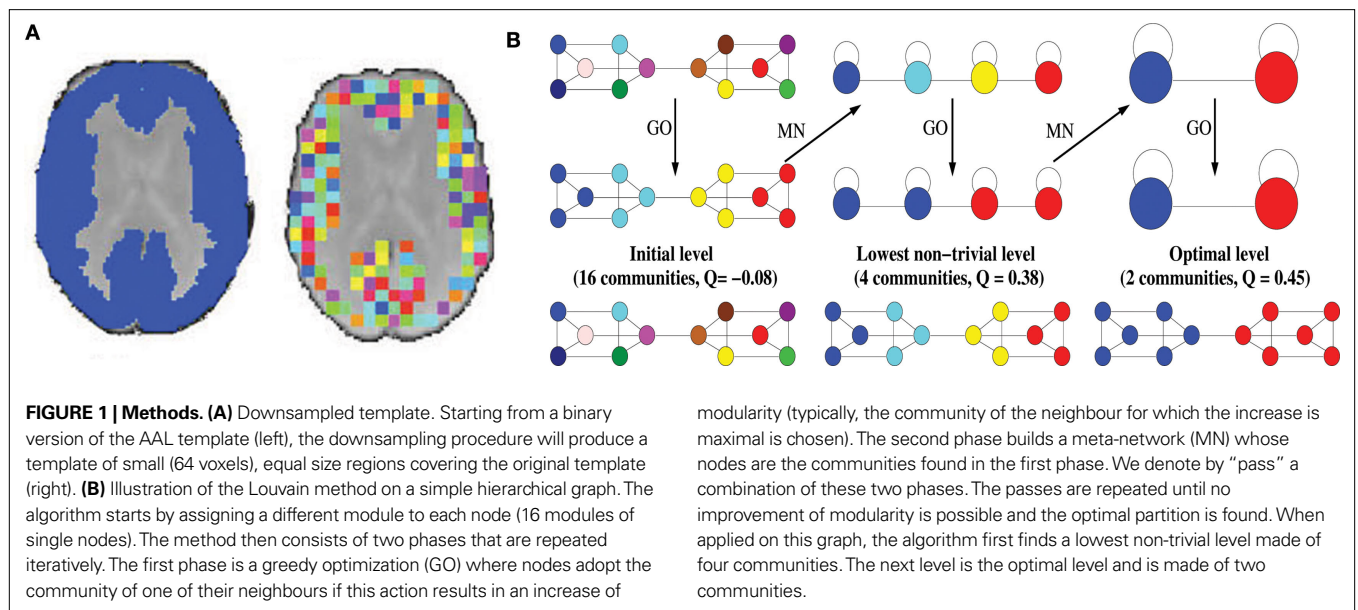 A
B
GO
MN
GO
MN
GO
Initial level
(16 communities, Q= −0.08)
Lowest non−trivial level
(4 communities, Q = 0.38)
Optimal level
(2 communities, Q = 0.45)
FIGURE 1 | Methods. (A) Downsampled template. Starting from a binary
version of the AAL template (left), the downsampling procedure will produce a
template of small (64 voxels), equal size regions covering the original template
(right). (B) Illustration of the Louvain method on a simple hierarchical graph. The
algorithm starts by assigning a different module to each node (16 modules of
single nodes). The method then consists of two phases that are repeated
iteratively. The first phase is a greedy optimization (GO) where nodes adopt the
community of one of their neighbours if this action results in an increase of
modularity (typically, the community of the neighbour for which the increase is
maximal is chosen). The second phase builds a meta-network (MN) whose
nodes are the communities found in the first phase. We denote by “pass” a
combination of these two phases. The passes are repeated until no
improvement of modularity is possible and the optimal partition is found. When
applied on this graph, the algorithm first finds a lowest non-trivial level made of
four communities. The next level is the optimal level and is made of two
communities.